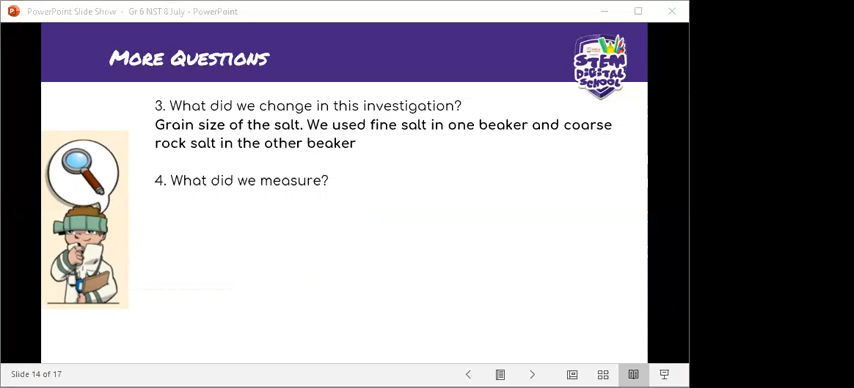 PowerPoint Slide Show - Gr 6 NST 8 July - PowerPoint
More Questions
STEM
DIGITAL
SCHOOL
3. What did we change in this investigation?
Grain size of the salt. We used fine salt in one beaker and coarse
rock salt in the other beaker
4. What did we measure?
Slide 14 of 17